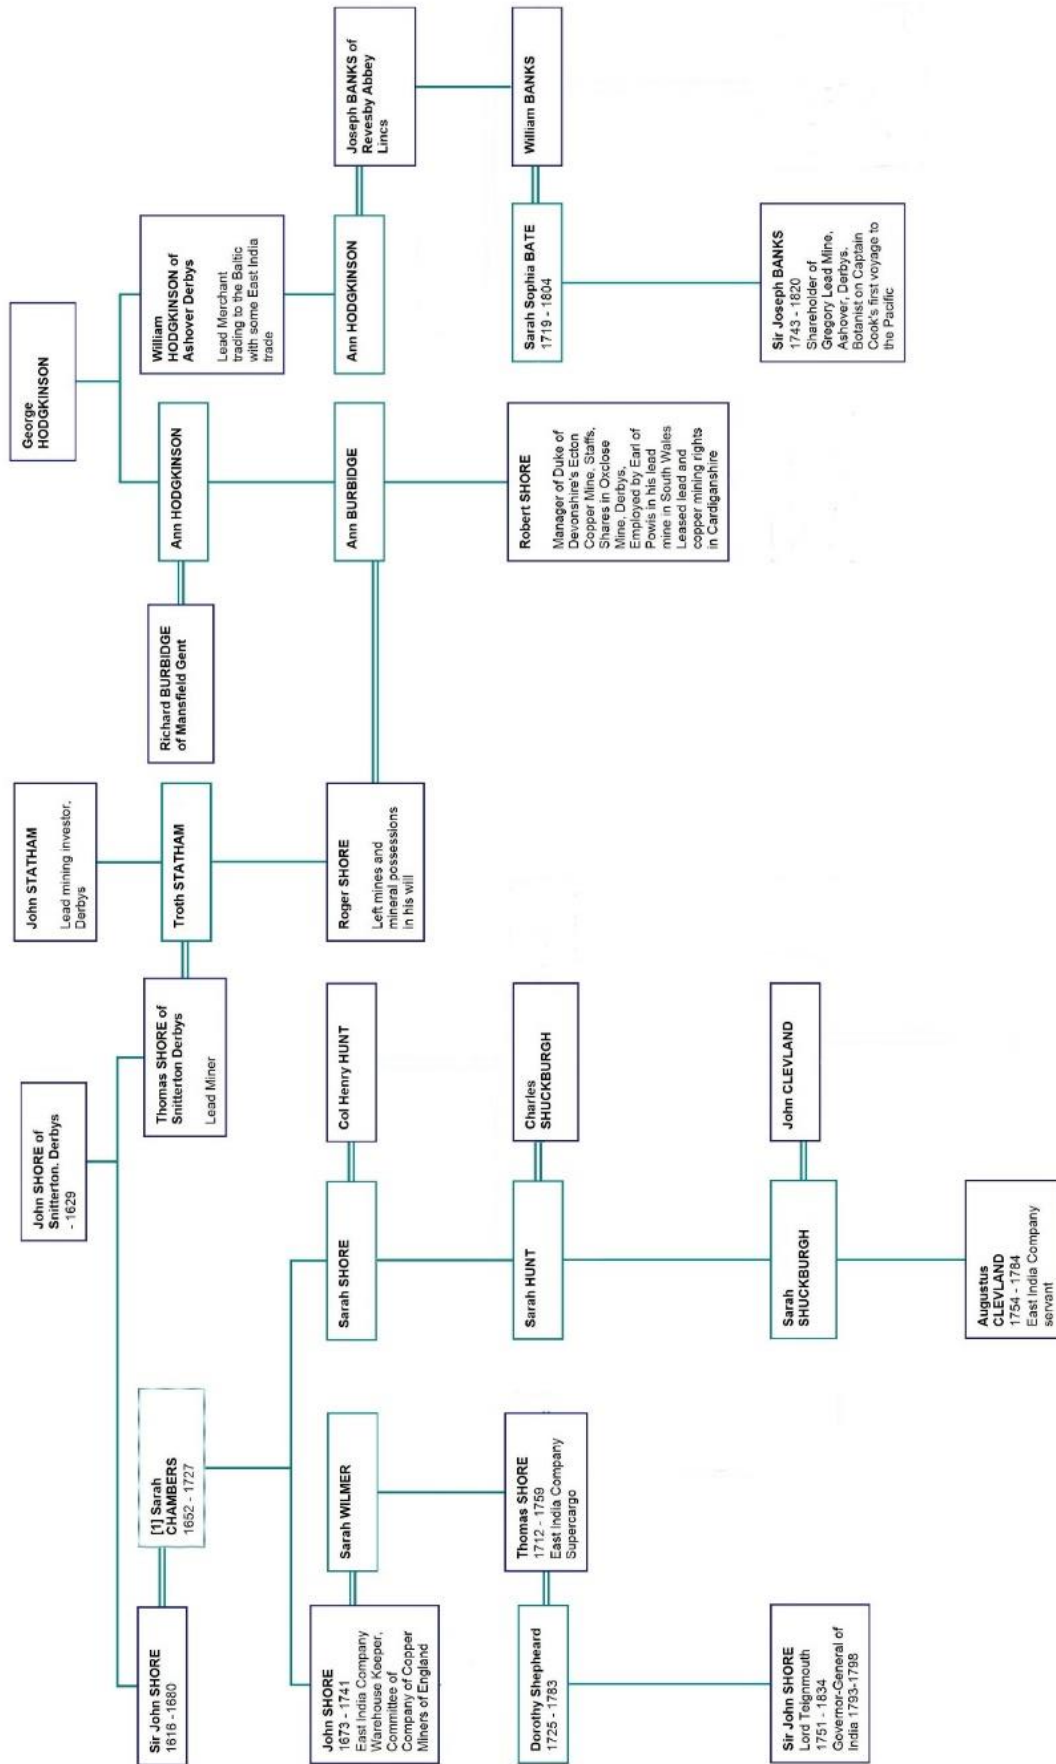 John SHORE of
Snitterton. Derbys
- 1629
John STATHAM
Lead mining investor,
Derbys
George
HODGKINSON
Sir John SHORE
1616 - 1680
[1] Sarah
CHAMBERS
1652 - 1727
Thomas SHORE of
Snitterton Derbys
Lead Miner
Troth STATHAM
Richard BURBIDGE
of Mansfield Gent
Ann HODGKINSON
William
HODGKINSON of
Ashover Derbys
Lead Merchant
trading to the Baltic
with some East India
trade
John SHORE
1673 - 1741
East India Company
Warehouse Keeper,
Committee of
Company of Copper
Miners of England
Sarah WILMER
Sarah SHORE
Col Henry HUNT
Roger SHORE
Left mines and
mineral possessions
in his will
Ann BURBIDGE
Ann HODGKINSON
Joseph BANKS of
Revesby Abbey
Lincs
Dorothy Shepheard
1725 - 1783
Thomas SHORE
1712 - 1759
East India Company
Supercargo
Sarah HUNT
Charles
SHUCKBURGH
Robert SHORE
Manager of Duke of
Devonshire's Ecton
Copper Mine, Staffs,
Shares in Oxclose
Mine, Derbys,
Employed by Earl of
Powis in his lead
mine in South Wales
Leased lead and
copper mining rights
in Cardiganshire
Sarah Sophia BATE
1719 - 1804
William BANKS
Sir John SHORE
Lord Teignmouth
1751 - 1834
Governor-General of
India 1793-1798
Sarah
SHUCKBURGH
John CLEVLAND
Sir Joseph BANKS
1743 - 1820
Shareholder of
Gregory Lead Mine,
Ashover, Derbys,
Botanist on Captain
Cook's first voyage to
the Pacific
Augustus
CLEVLAND
1754 - 1784
East India Company
servant